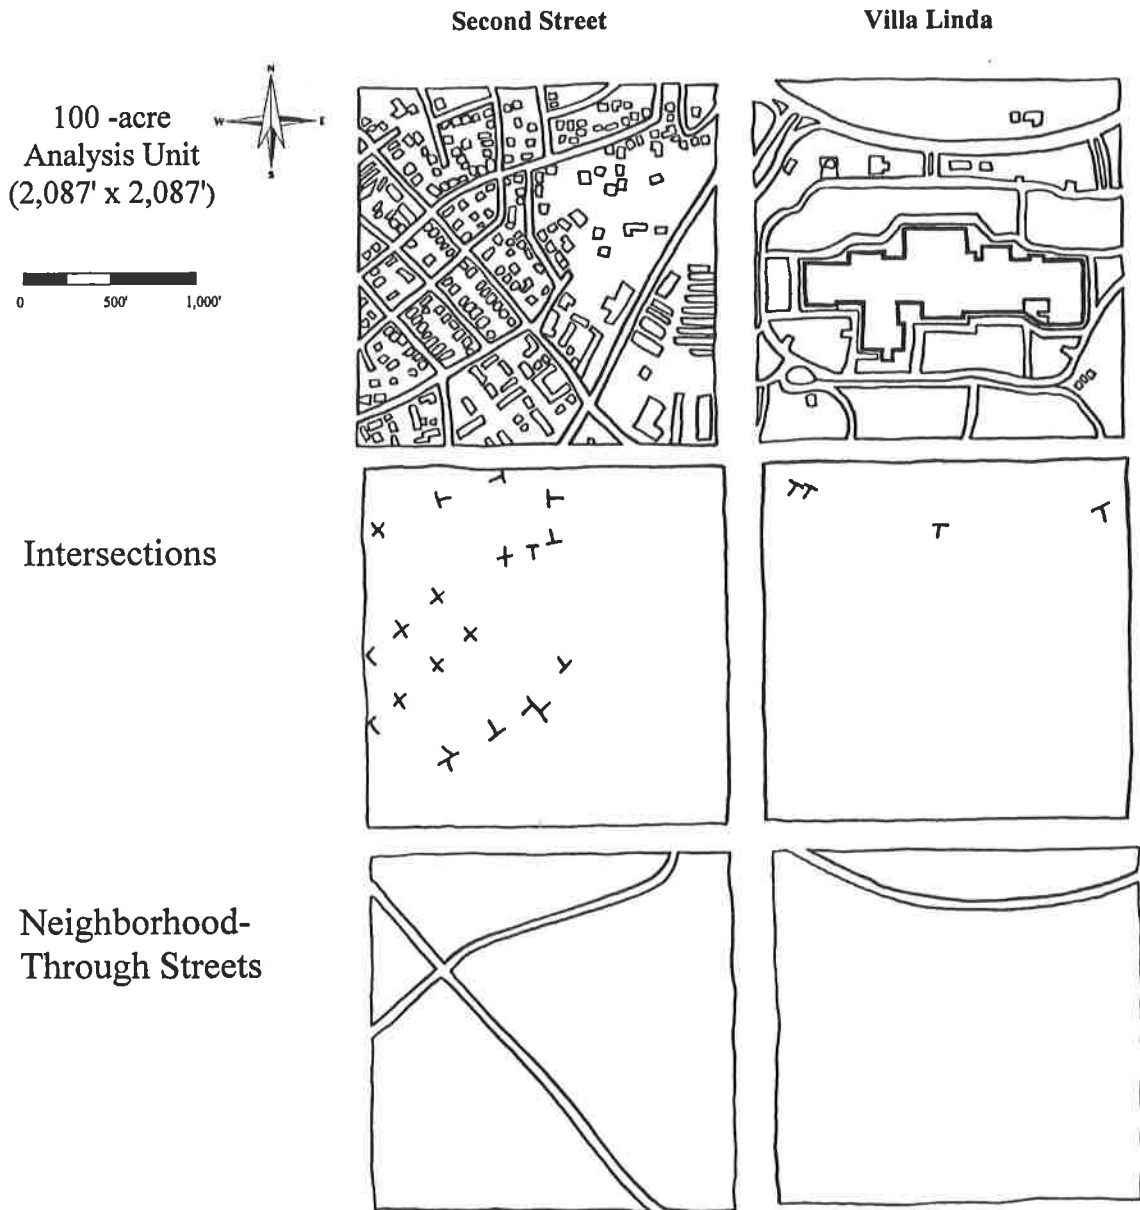 Second Street
Villa Linda
N
W
E
S
100 -acre
Analysis Unit
(2,087' x 2,087')
0
500'
1,000'
Intersections
Neighborhood-
Through Streets